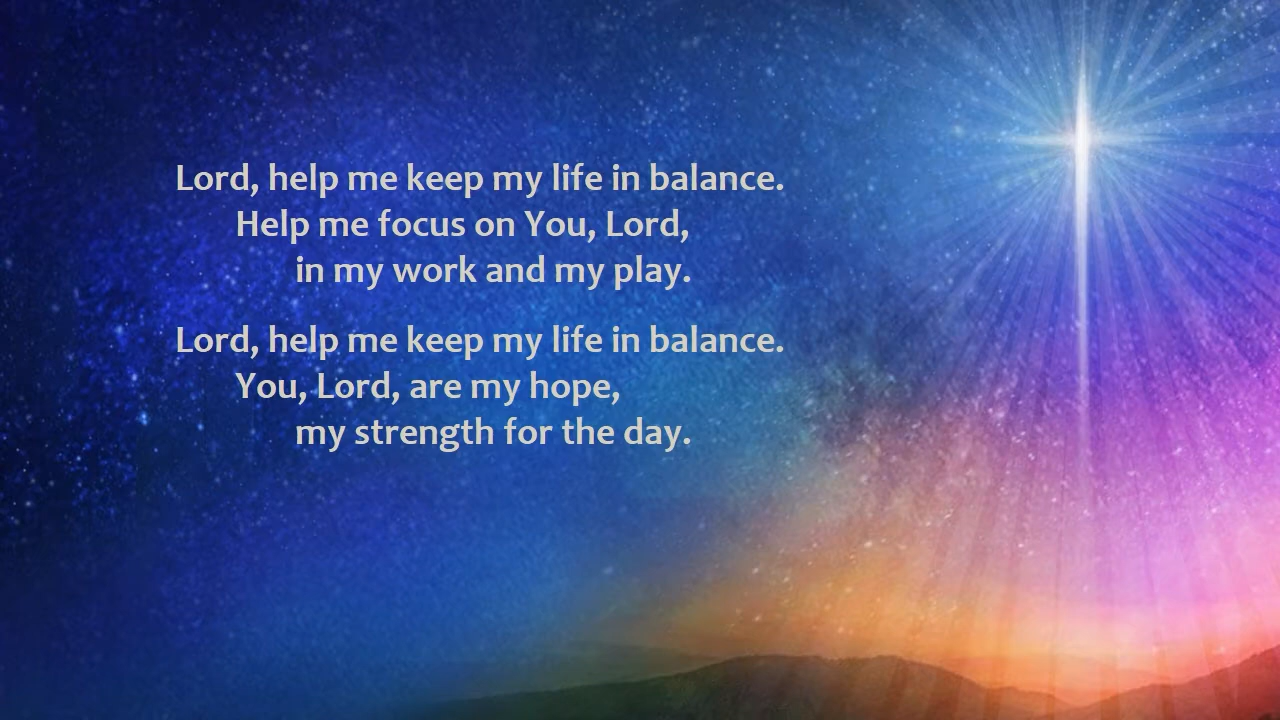 Lord, help me keep my life in balance.
Help me focus on You, Lord,
in my work and my play.
Lord, help me keep my life in balance.
You, Lord, are my hope,
my strength for the day.